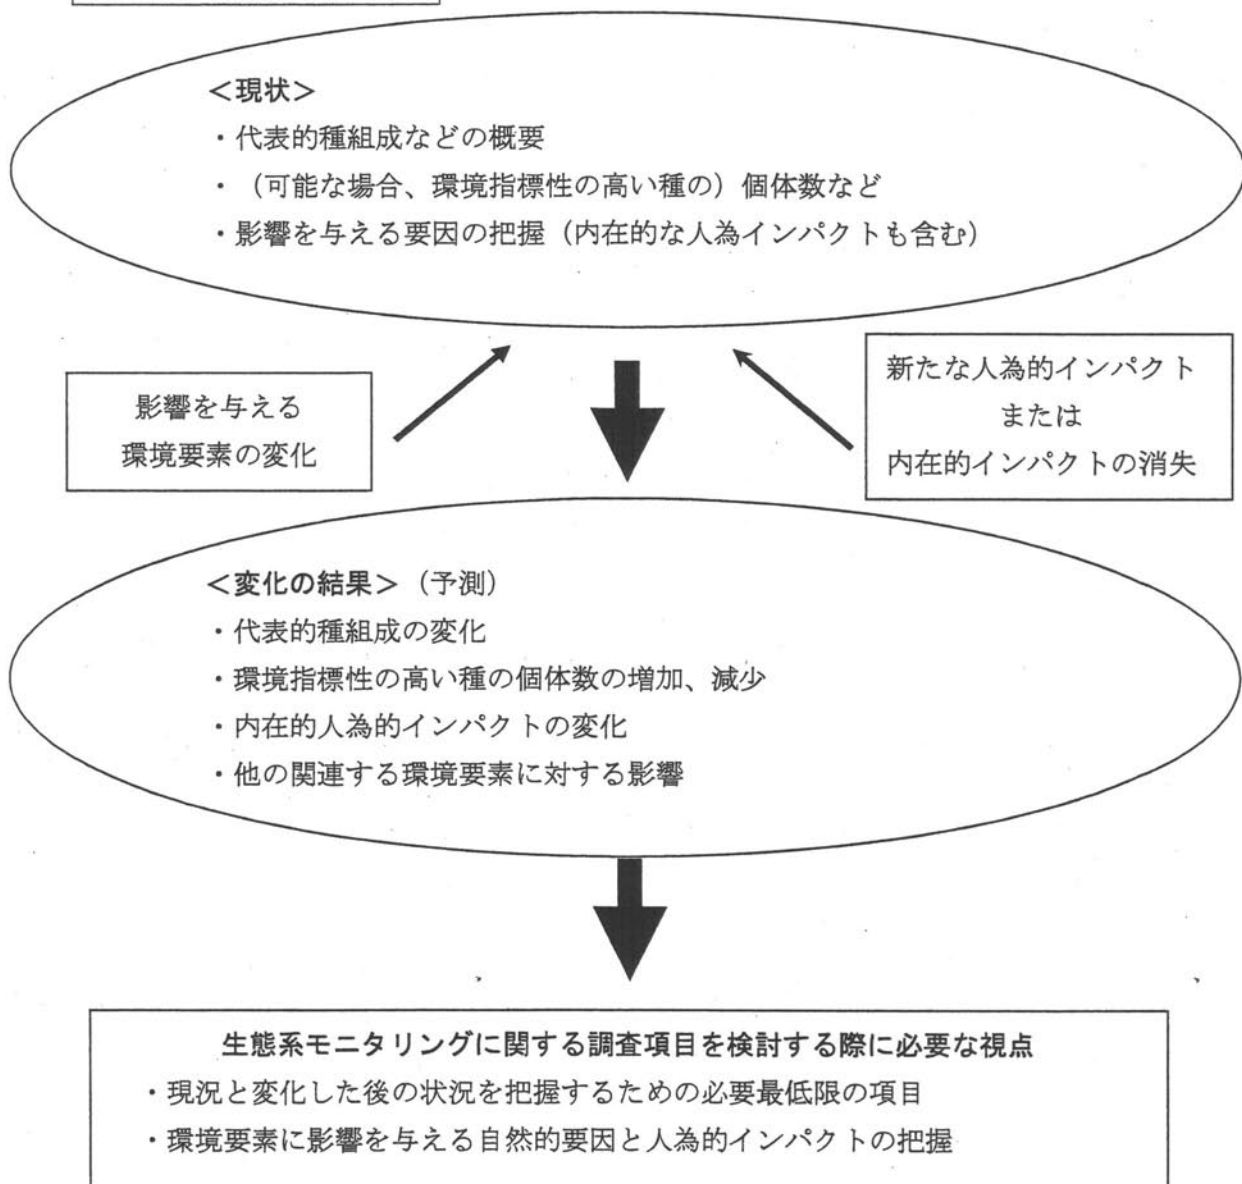 ＜現状＞
・代表的種組成などの概要
・（可能な場合、環境指標性の高い種の）個体数など
・影響を与える要因の把握（内在的な人為インパクトも含む）
影響を与える
環境要素の変化
新たな人為的インパクト
または
内在的インパクトの消失
＜変化の結果＞（予測）
・代表的種組成の変化
・環境指標性の高い種の個体数の増加、減少
・内在的人為的インパクトの変化
・他の関連する環境要素に対する影響
生態系モニタリングに関する調査項目を検討する際に必要な視点
・現況と変化した後の状況を把握するための必要最低限の項目
・環境要素に影響を与える自然的要因と人為的インパクトの把握